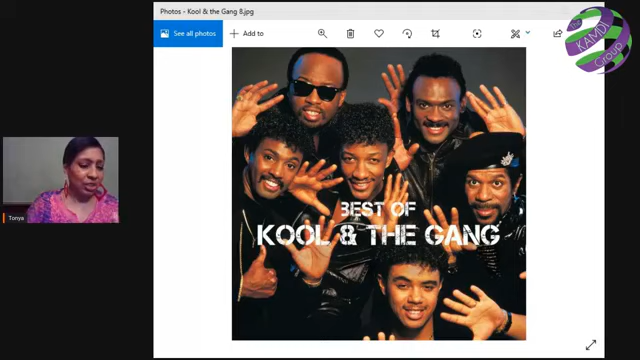 Photos - Kool & the Gang 8.jpg
See all photos
Add to
The
KAMDI
Group
Tonya
BEST OF
KOOL & THE GANG